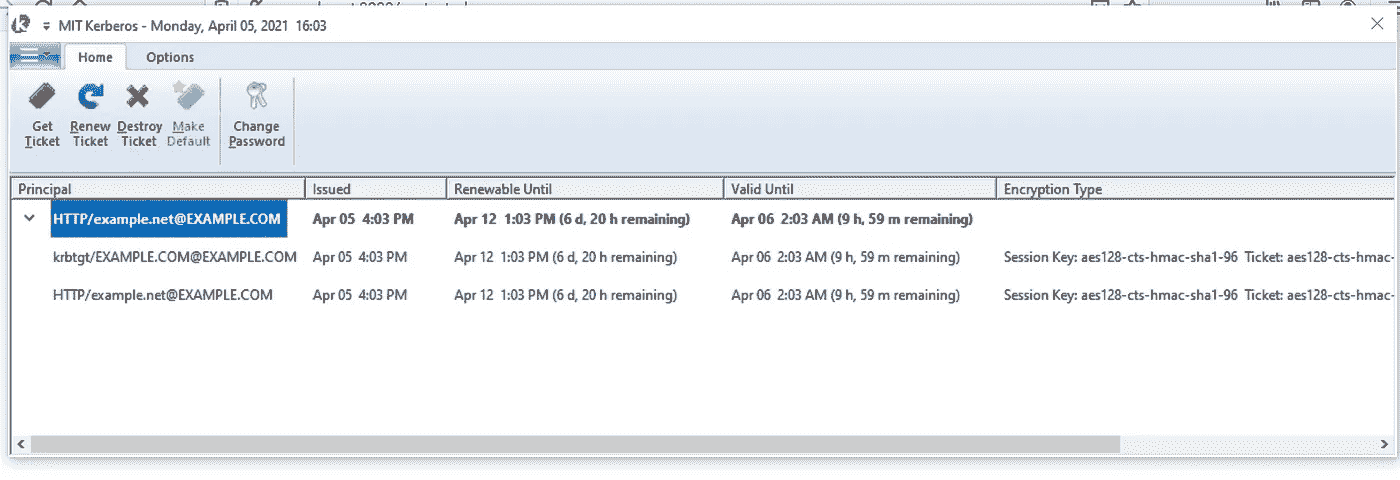 MIT Kerberos - Monday, April 05, 2021 16:03
Home Options
Get Ticket
Renew Ticket
Destroy Ticket
Make Default
Change Password
Principal Issued Renewable Until Valid Until Encryption Type
HTTP/example.net@EXAMPLE.COM Apr 05 4:03 PM Apr 12 1:03 PM (6 d, 20 h remaining) Apr 06 2:03 AM (9 h, 59 m remaining)
krbtgt/EXAMPLE.COM@EXAMPLE.COM Apr 05 4:03 PM Apr 12 1:03 PM (6 d, 20 h remaining) Apr 06 2:03 AM (9 h, 59 m remaining) Session Key: aes128-cts-hmac-sha1-96 Ticket: aes128-cts-hmac-
HTTP/example.net@EXAMPLE.COM Apr 05 4:03 PM Apr 12 1:03 PM (6 d, 20 h remaining) Apr 06 2:03 AM (9 h, 59 m remaining) Session Key: aes128-cts-hmac-sha1-96 Ticket: aes128-cts-hmac-